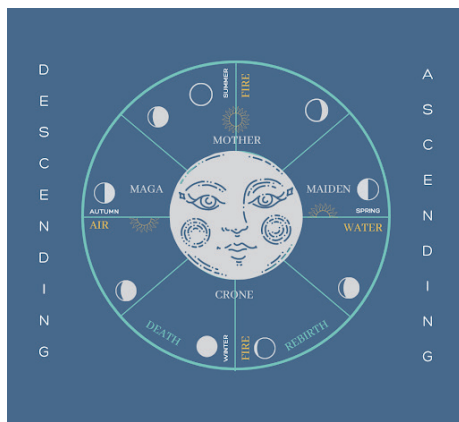 DESCENDING
ASCENDING
SUMMER
FIRE
MOTHER
MAGA
MAIDEN
AUTUMN
SPRING
AIR
WATER
CRONE
DEATH
WINTER
FIRE
REBIRTH